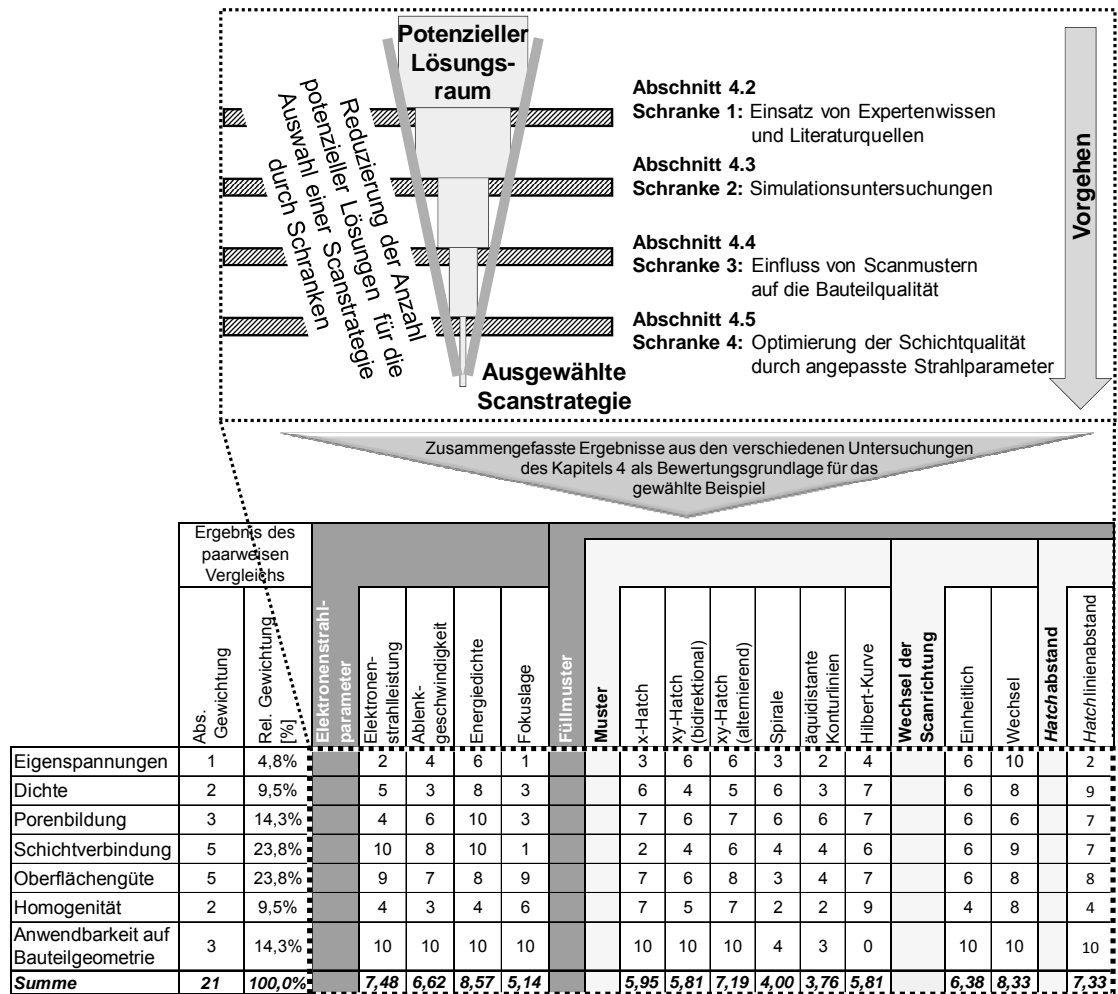 Potenzieller
Lösungs-
raum
Reduzierung der Anzahl
potenzieller Lösungen für die
Auswahl einer Scanstrategie
durch Schranken
Abschnitt 4.2
Schranke 1: Einsatz von Expertenwissen
und Literaturquellen
Abschnitt 4.3
Schranke 2: Simulationsuntersuchungen
Abschnitt 4.4
Schranke 3: Einfluss von Scanmustern
auf die Bauteilqualität
Abschnitt 4.5
Schranke 4: Optimierung der Schichtqualität
durch angepasste Strahlparameter
Vorgehen
Ausgewählte
Scanstrategie
Zusammengefasste Ergebnisse aus den verschiedenen Untersuchungen
des Kapitels 4 als Bewertungsgrundlage für das
gewählte Beispiel
Ergebnis des
paarweisen
Vergleichs
Abs.
Gewichtung
Rel. Gewichtung
[%]
Elektronenstrahl-
parameter
Elektronen-
strahlleistung
Ablenk-
geschwindigkeit
Energiedichte
Fokuslage
Füllmuster
Muster
x-Hatch
xy-Hatch
(bidirektional)
xy-Hatch
(alternierend)
Spirale
äquidistante
Konturlinien
Hilbert-Kurve
Wechsel der
Scanrichtung
Einheitlich
Wechsel
Hatchabstand
Hatchlinienabstand
Eigenspannungen 1 4,8% 2 4 6 1 3 6 6 3 2 4 6 10 2
Dichte 2 9,5% 5 3 8 3 6 4 5 6 3 7 6 8 9
Porenbildung 3 14,3% 4 6 10 3 7 6 7 6 6 7 6 6 7
Schichtverbindung 5 23,8% 10 8 10 1 2 4 6 4 4 6 6 9 7
Oberflächengüte 5 23,8% 9 7 8 9 7 6 8 3 4 7 6 8 8
Homogenität 2 9,5% 4 3 4 6 7 5 7 2 2 9 4 8 4
Anwendbarkeit auf
Bauteilgeometrie 3 14,3% 10 10 10 10 10 10 10 4 3 0 10 10 10
Summe 21 100,0% 7,48 6,62 8,57 5,14 5,95 5,81 7,19 4,00 3,76 5,81 6,38 8,33 7,33